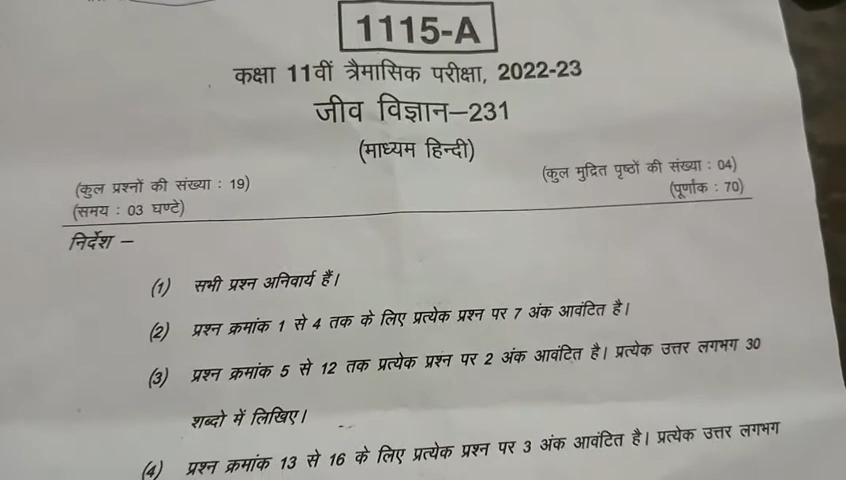 1115-A
कक्षा 11वीं त्रैमासिक परीक्षा, 2022-23
जीव विज्ञान–231
(माध्यम हिन्दी)
(कुल प्रश्नों की संख्या : 19)
(कुल मुद्रित पृष्ठों की संख्या : 04)
(समय : 03 घण्टे)
(पूर्णांक : 70)
निर्देश –
(1) सभी प्रश्न अनिवार्य हैं।
(2) प्रश्न क्रमांक 1 से 4 तक के लिए प्रत्येक प्रश्न पर 7 अंक आवंटित है।
(3) प्रश्न क्रमांक 5 से 12 तक प्रत्येक प्रश्न पर 2 अंक आवंटित है। प्रत्येक उत्तर लगभग 30
शब्दो में लिखिए।
(4) प्रश्न क्रमांक 13 से 16 के लिए प्रत्येक प्रश्न पर 3 अंक आवंटित है। प्रत्येक उत्तर लगभग